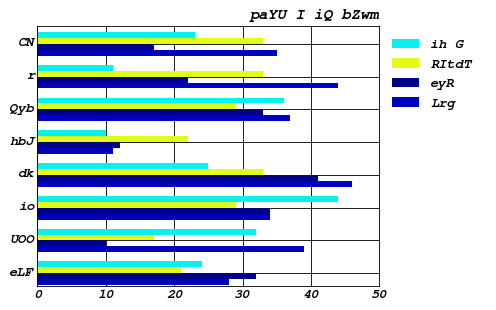 paYU I iQ bZwm
CN
r
Qyb
hbJ
dk
io
UOO
eLF
0 10 20 30 40 50
ih G
RItdT
eyR
Lrg